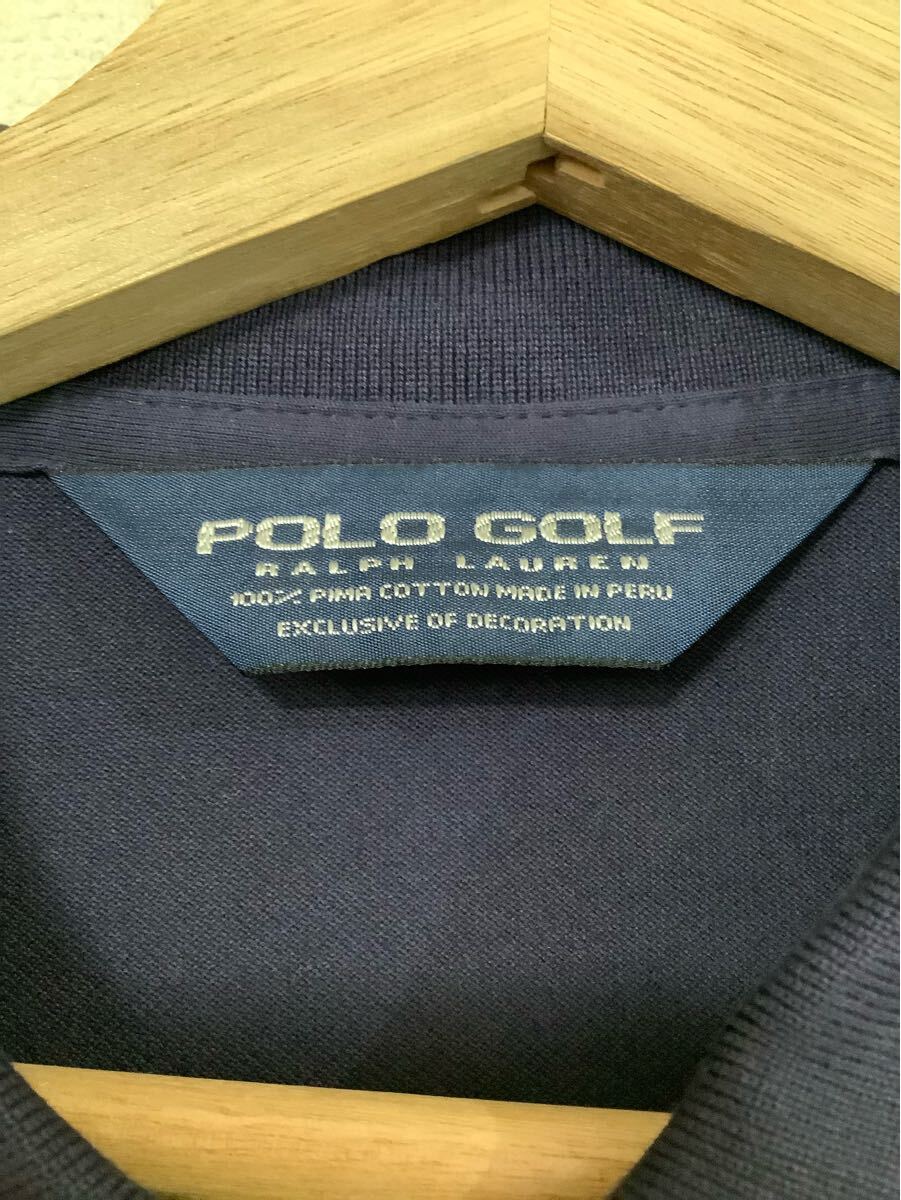 POLO GOLF
RALPH LAUREN
100% PIMA COTTON MADE IN PERU
EXCLUSIVE OF DECORATION